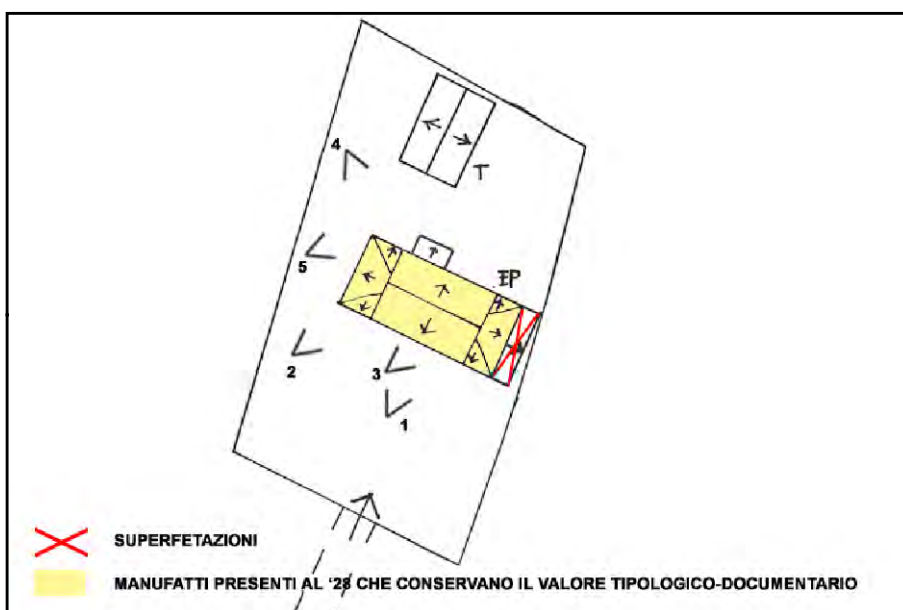 4
T
5
EP
2
3
1
SUPERFETAZIONI
MANUFATTI PRESENTI AL '28 CHE CONSERVANO IL VALORE TIPOLOGICO-DOCUMENTARIO